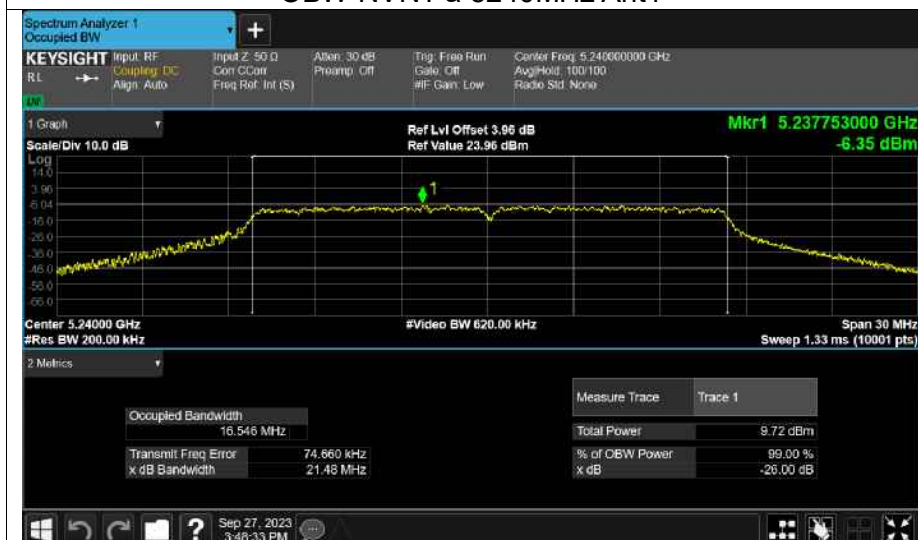 Spectrum Analyzer 1
Occupied BW
KEYSIGHT Input: RF Input Z: 50 Ω Atten: 30 dB Trig: Free Run Center Freq: 5.240000000 GHz
RL Coupling: DC Corr CCorr Preamp: Off Gate: Off Avg|Hold: 100/100
Align: Auto Freq Ref: Int (S) #IF Gain: Low Radio Std: None
1 Graph Ref Lvl Offset 3.96 dB Mkr1 5.237753000 GHz
Scale/Div 10.0 dB Ref Value 23.96 dBm -6.35 dBm
Log
14.0
3.96
-6.04
-16.0
-26.0
-36.0
-46.0
-56.0
-66.0
1
Center 5.24000 GHz #Video BW 620.00 kHz Span 30 MHz
#Res BW 200.00 kHz Sweep 1.33 ms (10001 pts)
2 Metrics
Measure Trace Trace 1
Occupied Bandwidth
16.546 MHz Total Power 9.72 dBm
Transmit Freq Error 74.660 kHz % of OBW Power 99.00 %
x dB Bandwidth 21.48 MHz x dB -26.00 dB
? Sep 27, 2023
3:48:33 PM